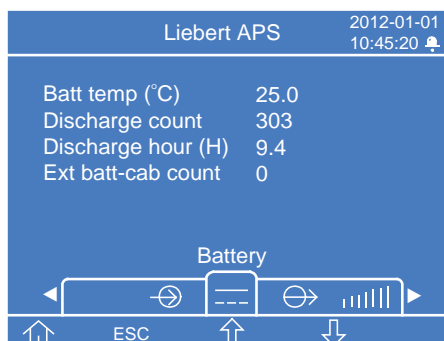 Liebert APS
2012-01-01
10:45:20
Batt temp (°C) 25.0
Discharge count 303
Discharge hour (H) 9.4
Ext batt-cab count 0
Battery
ESC